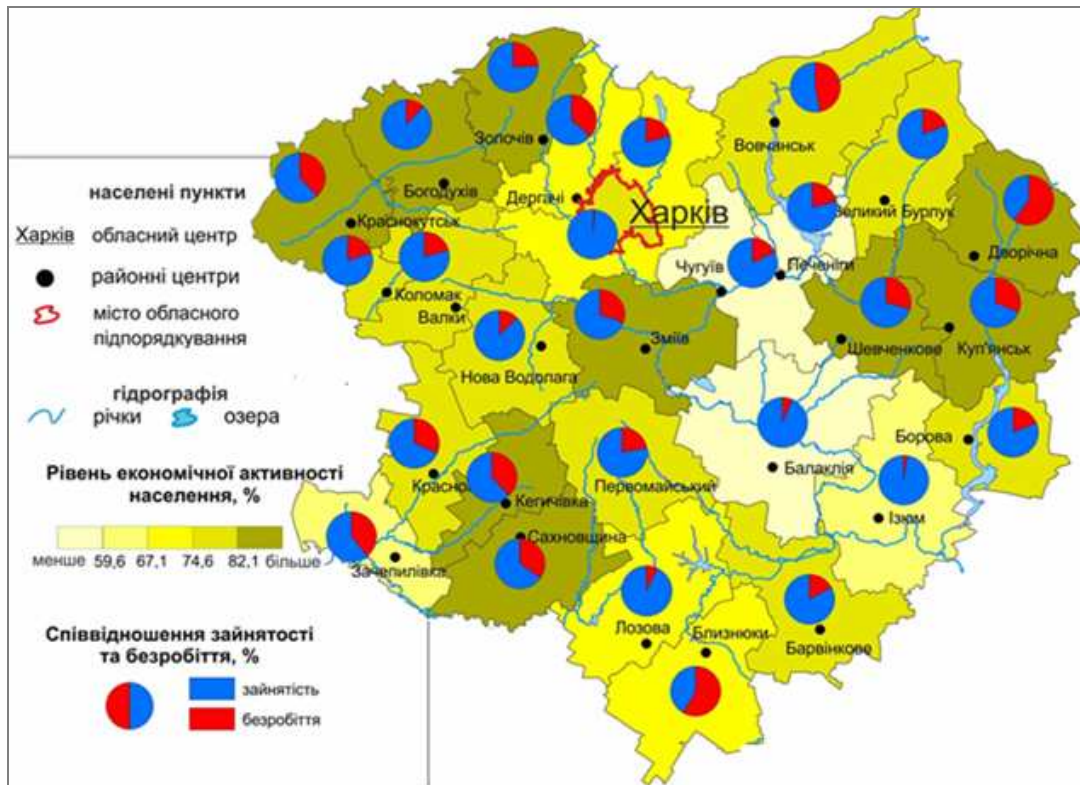 населені пункти
Харків обласний центр
районні центри
місто обласного
підпорядкування
гідрографія
річки озера
Рівень економічної активності
населення, %
менше 59,6 67,1 74,6 82,1 більше
Співвідношення зайнятості
та безробіття, %
зайнятість
безробіття
Золочів
Вовчанськ
Богодухів
Дергачі
Харків
Великий Бурлук
Краснокутськ
Дворічна
Чугуїв
Печеніги
Коломак
Валки
Зміїв
Шевченкове
Куп'янськ
Нова Водолага
Борова
Балаклія
Красно
Первомайський
Кегичівка
Ізюм
Сахновщина
Зачепилівка
Лозова
Близнюки
Барвінкове